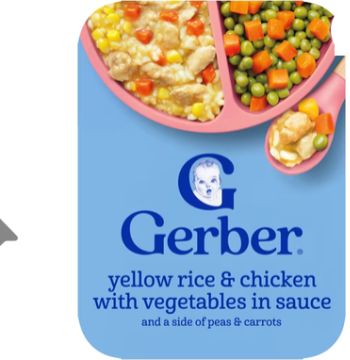 Gerber®
yellow rice & chicken
with vegetables in sauce
and a side of peas & carrots